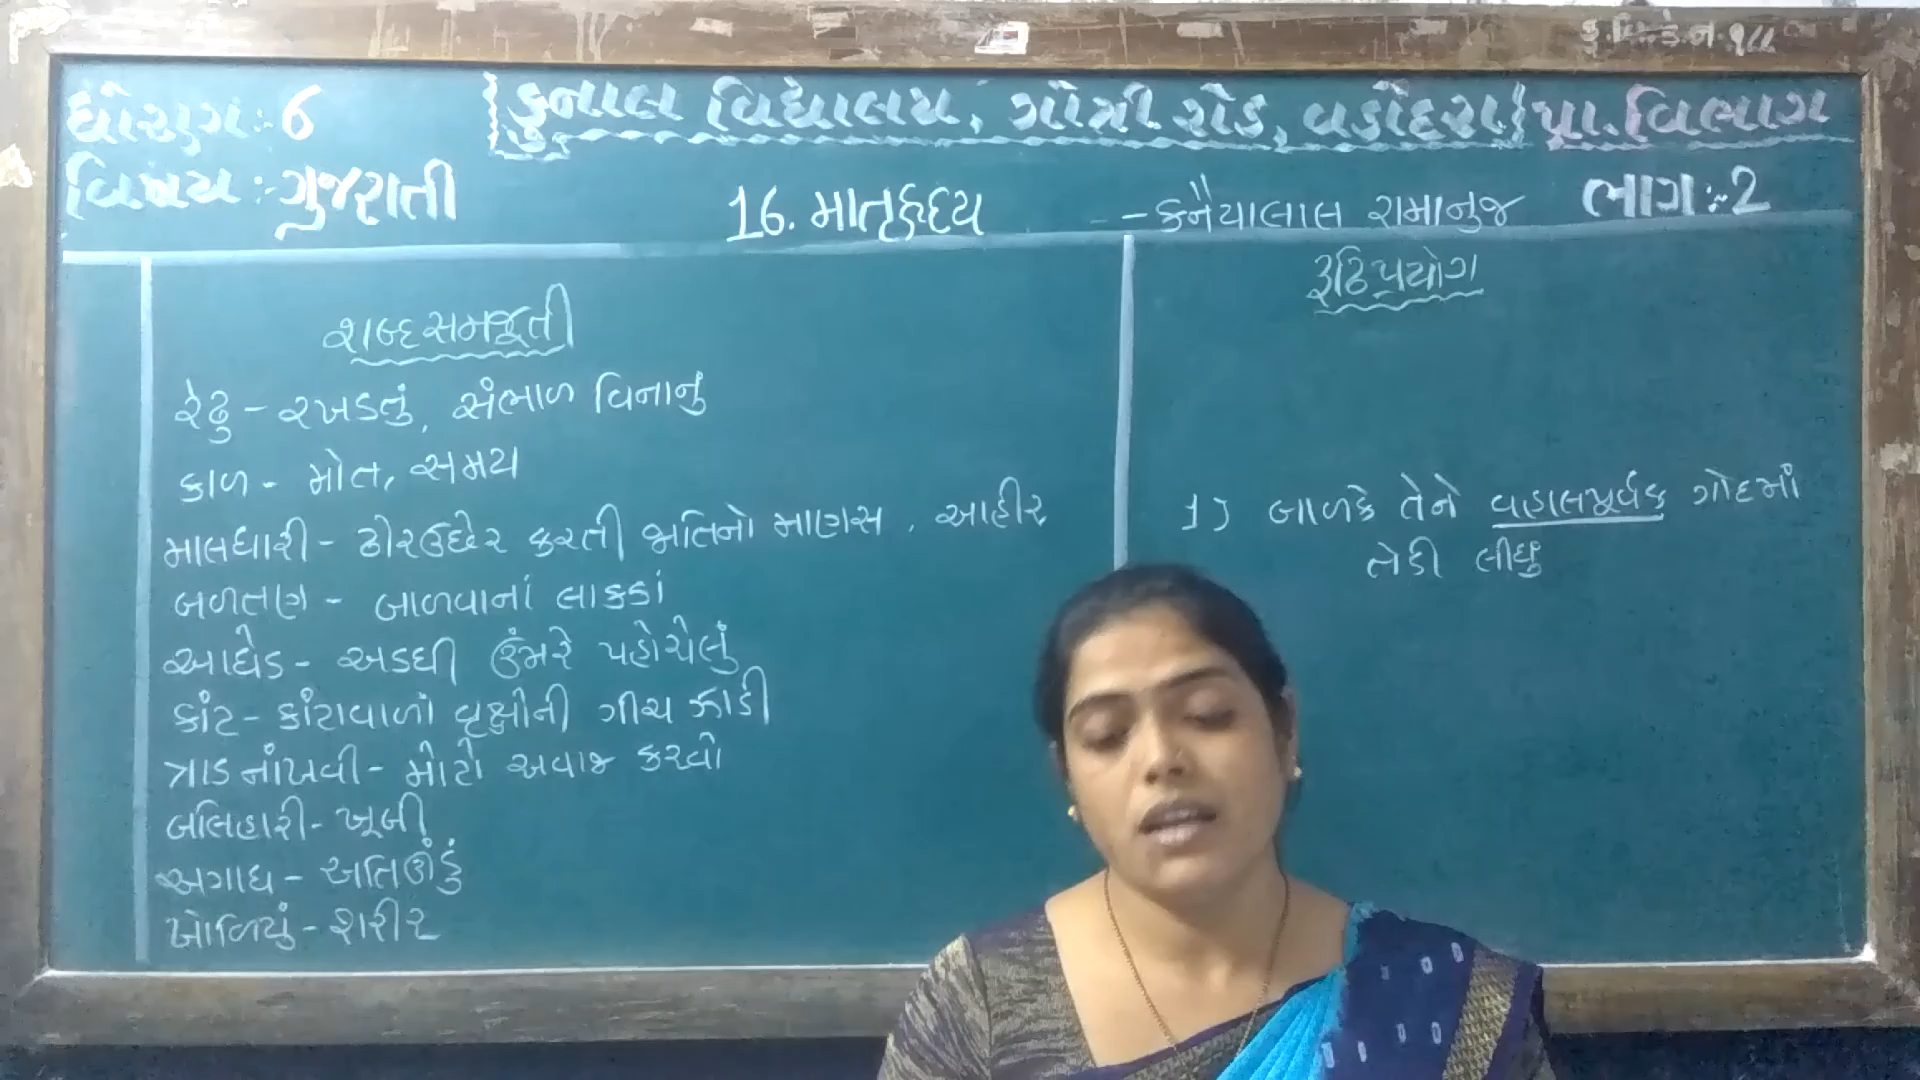 ધોરણ:- 6
કુનાલ વિદ્યાલય, ગોત્રી રોડ, વડોદરા પ્રા. વિભાગ
વિષય:- ગુજરાતી
16. માતૃહૃદય
- કનૈયાલાલ રામાનુજ
ભાગ:- 2
શબ્દસમજૂતી
રેઢુ - રખડતું, સંભાળ વિનાનું
કાળ - મોત, સમય
માલધારી - ઢોરઉછેર કરતી જાતિનો માણસ, આહીર
બળતણ - બાળવાનાં લાકડાં
આધેડ - અડધી ઉંમરે પહોચેલું
કાંટ - કાંટાવાળાં વૃક્ષોની ગીચ ઝાડી
ત્રાડ નાંખવી - મોટો અવાજ કરવો
બલિહારી - ખૂબી
અગાધ - અતિઊંડું
ખોળિયું - શરીર
રૂઢિપ્રયોગ
1) બાળકે તેને વહાલપૂર્વક ગોદમાં
તેડી લીધું